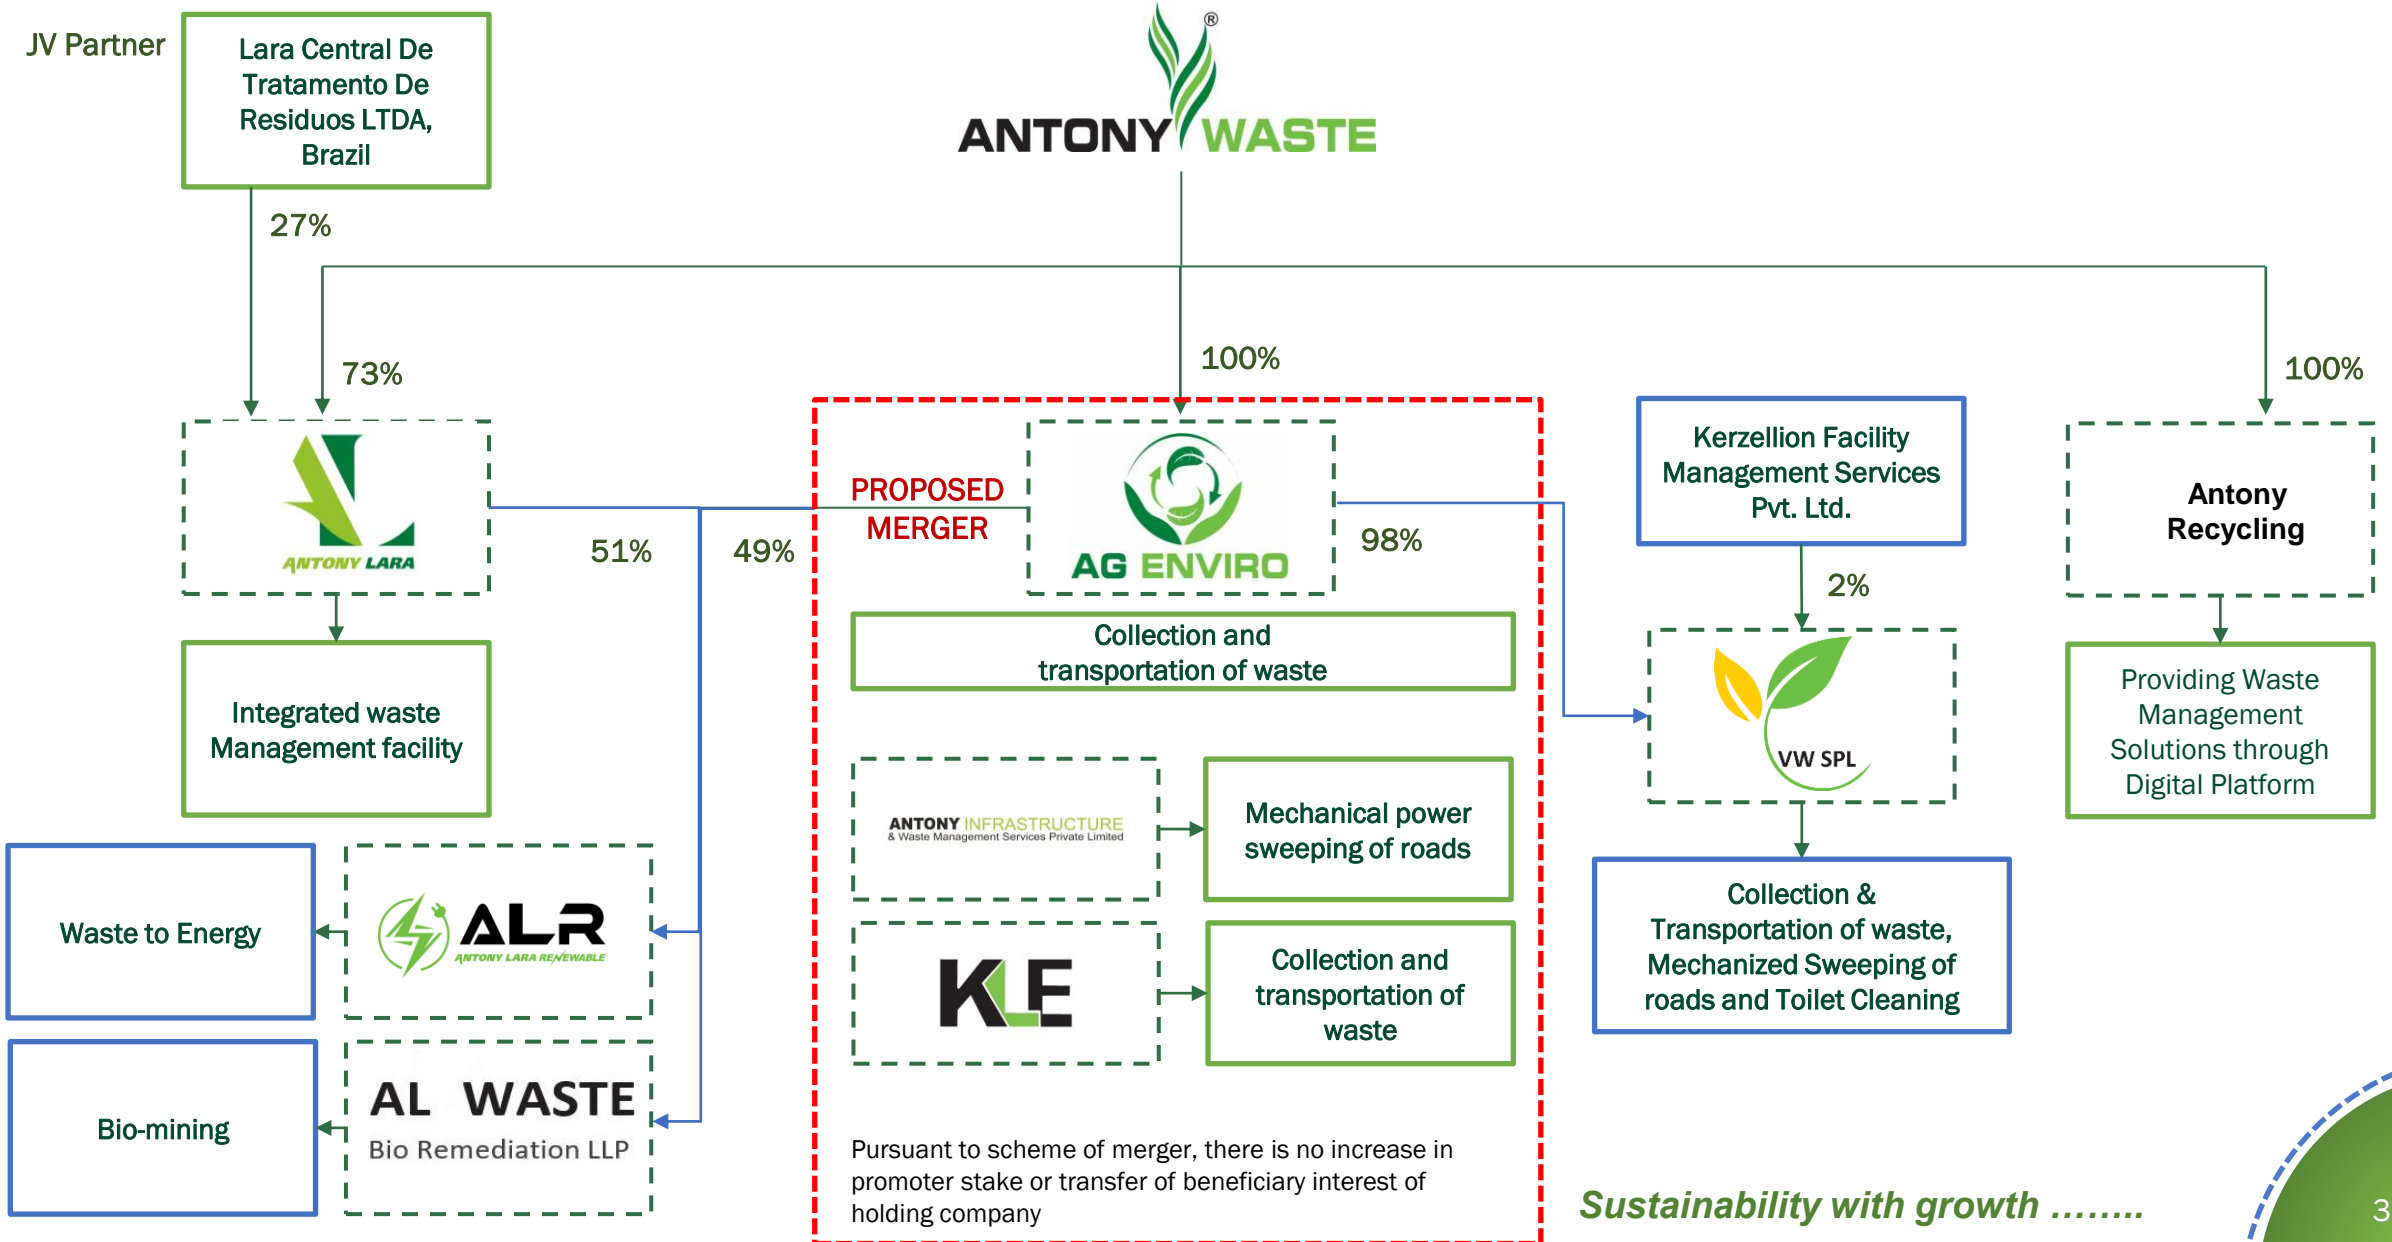 JV Partner
Lara Central De
Tratamento De
Residuos LTDA,
Brazil
®
ANTONY WASTE
27%
73%
100%
100%
ANTONY LARA
51%
49%
PROPOSED
MERGER
AG ENVIRO
98%
Kerzellion Facility
Management Services
Pvt. Ltd.
2%
Antony
Recycling
Integrated waste
Management facility
Collection and
transportation of waste
VW SPL
Providing Waste
Management
Solutions through
Digital Platform
ANTONY INFRASTRUCTURE
& Waste Management Services Private Limited
Mechanical power
sweeping of roads
Waste to Energy
ALR
ANTONY LARA RENEWABLE
KLE
Collection and
transportation of
waste
Collection &
Transportation of waste,
Mechanized Sweeping of
roads and Toilet Cleaning
Bio-mining
AL WASTE
Bio Remediation LLP
Pursuant to scheme of merger, there is no increase in
promoter stake or transfer of beneficiary interest of
holding company
Sustainability with growth ........
3